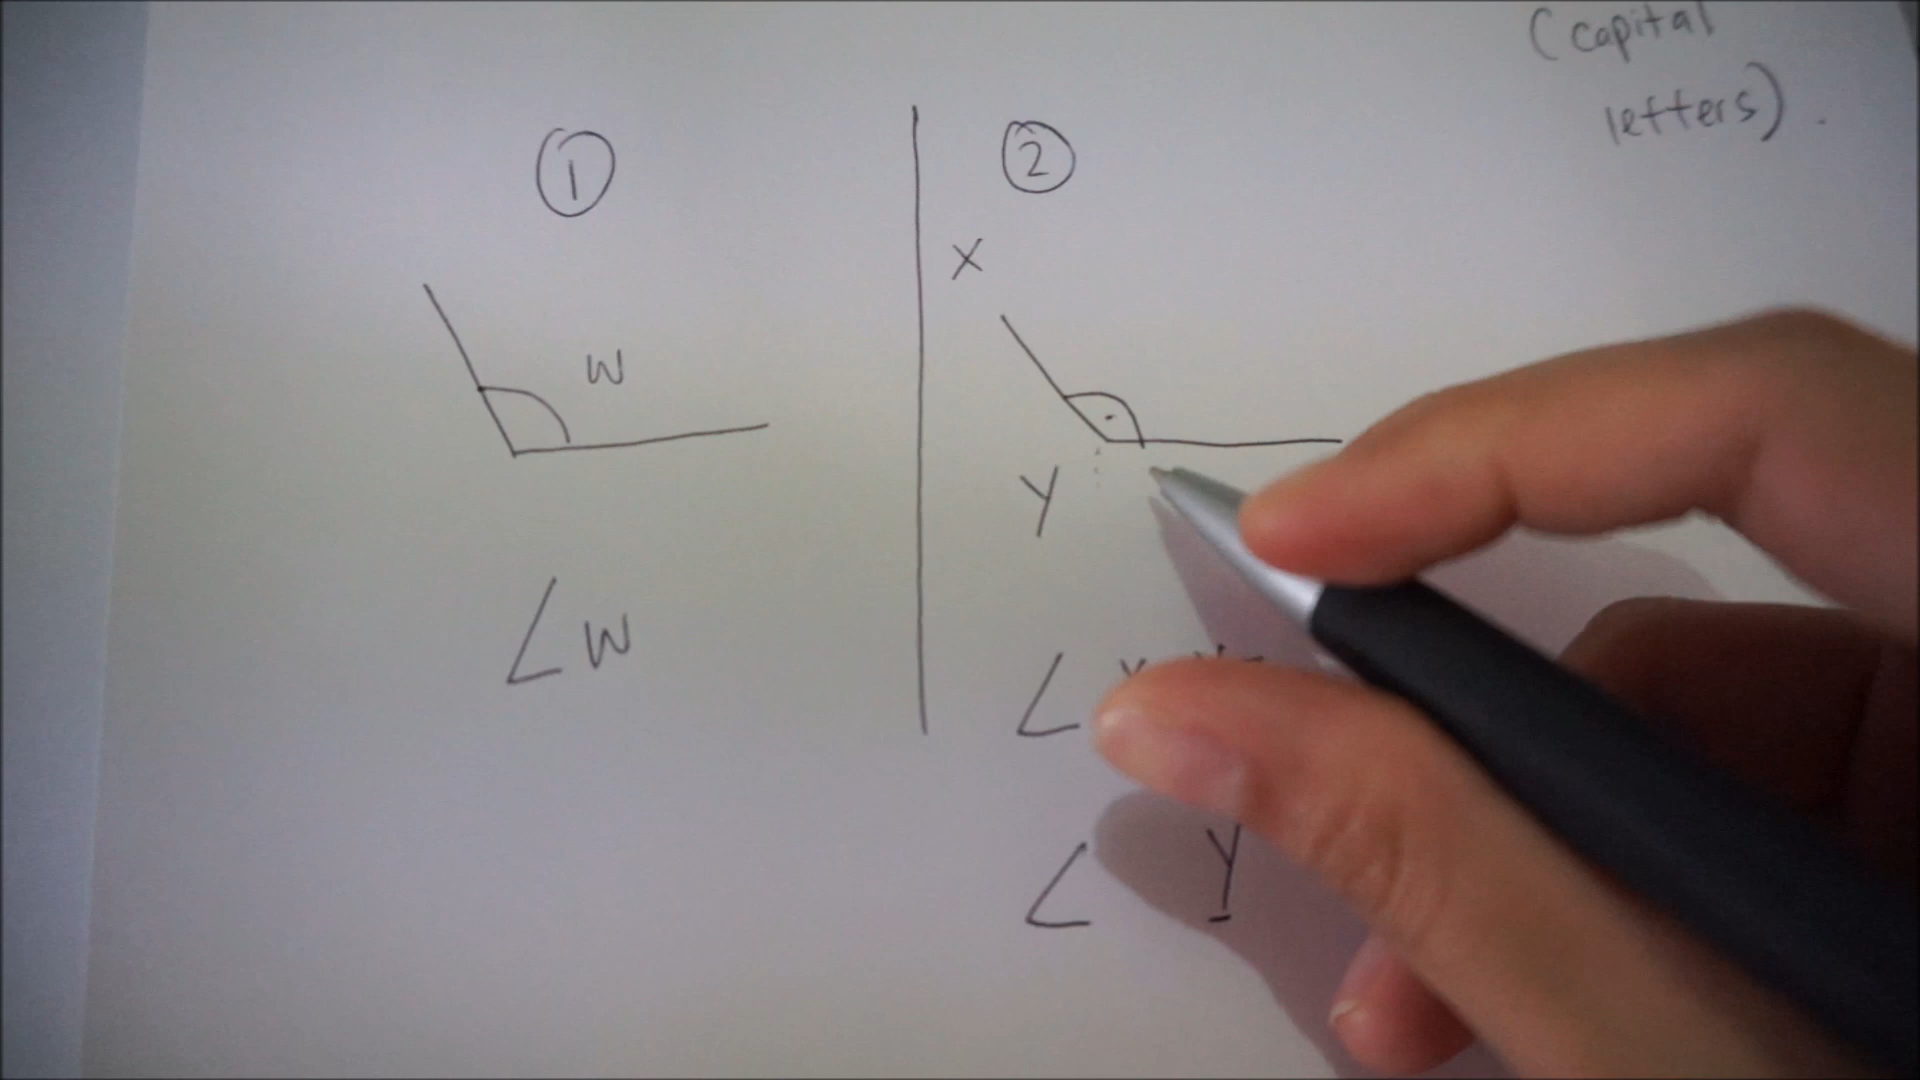 (capital
letters).
1
2
X
W
Y
∠W
∠
∠ Y